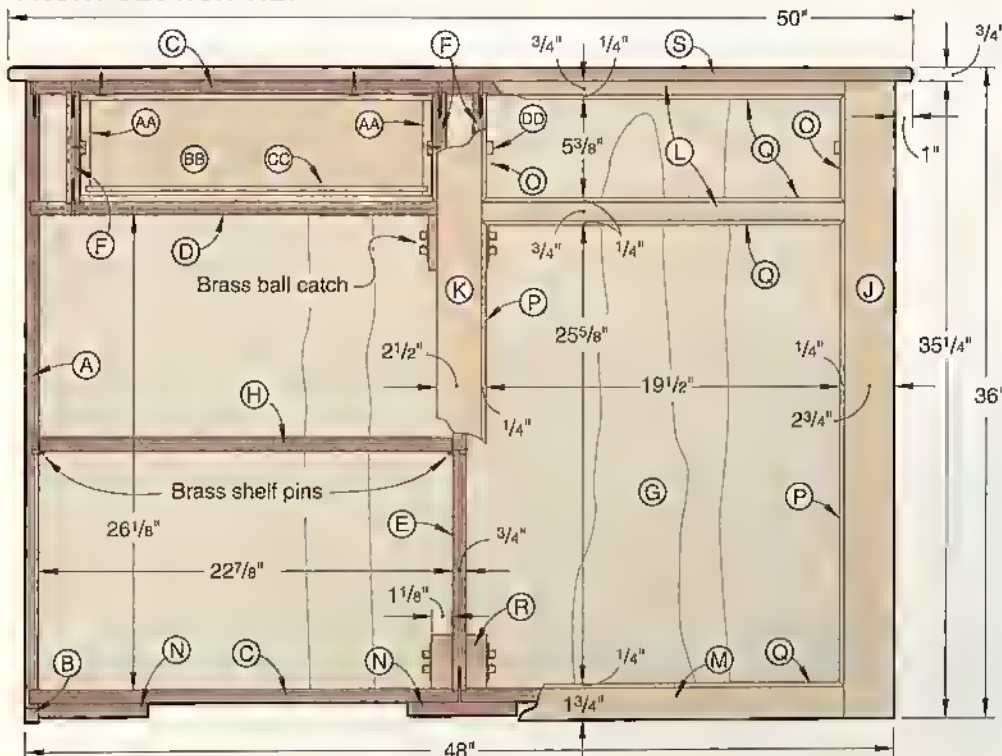 50"
C
F
3/4"
1/4"
S
3/4"
AA
AA
DD
O
BB
CC
O
5 3/8"
L
Q
O
1"
F
D
3/4"
1/4"
Q
Brass ball catch
K
P
J
A
2 1/2"
25 5/8"
19 1/2"
1/4"
2 3/4"
35 1/4"
36"
H
1/4"
Brass shelf pins
G
P
26 1/8"
E
3/4"
22 7/8"
1 1/8"
R
B
N
C
N
1/4"
M
Q
1 3/4"
48"